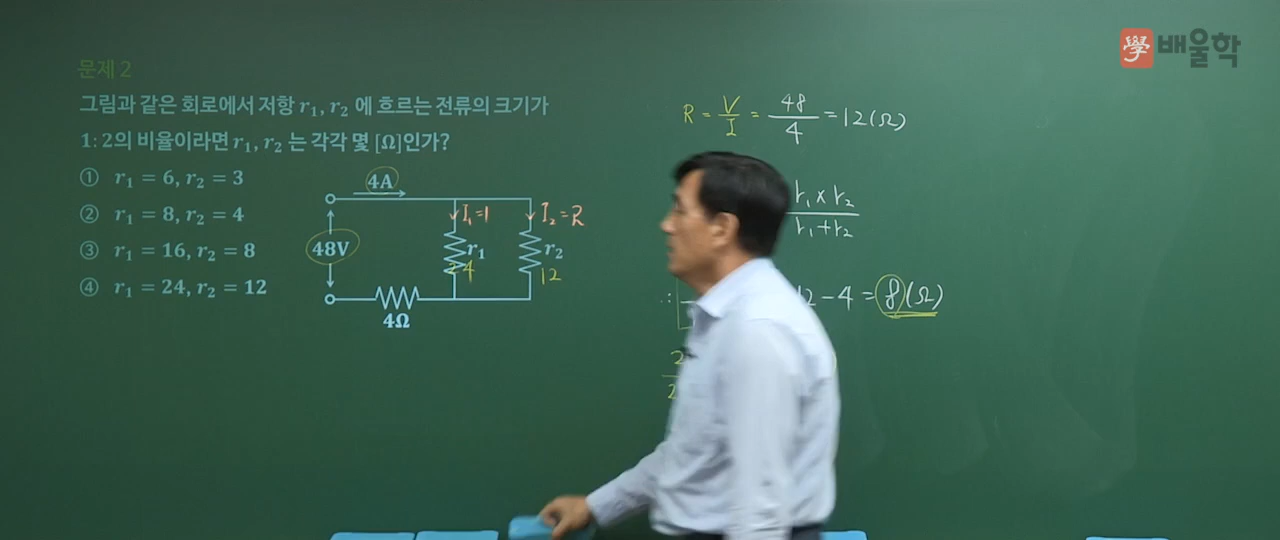 學 배울학
문제 2
그림과 같은 회로에서 저항 r₁, r₂ 에 흐르는 전류의 크기가
1: 2의 비율이라면 r₁, r₂ 는 각각 몇 [Ω]인가?
① r₁ = 6, r₂ = 3
② r₁ = 8, r₂ = 4
③ r₁ = 16, r₂ = 8
④ r₁ = 24, r₂ = 12
4A
I₁=1
I₂=R
48V
r₁
r₂
24
12
4Ω
R = V/I = 48/4 = 12(Ω)
r₁×r₂/r₁+r₂
∴
12 - 4 = 8(Ω)
2
2